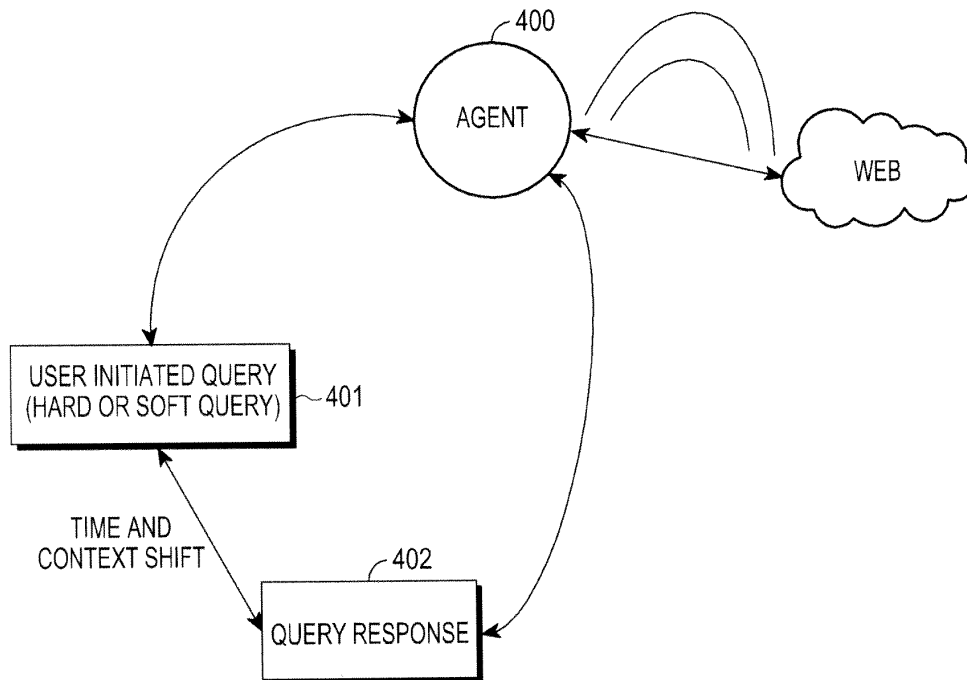 400
AGENT
WEB
USER INITIATED QUERY
(HARD OR SOFT QUERY)
401
TIME AND
CONTEXT SHIFT
402
QUERY RESPONSE